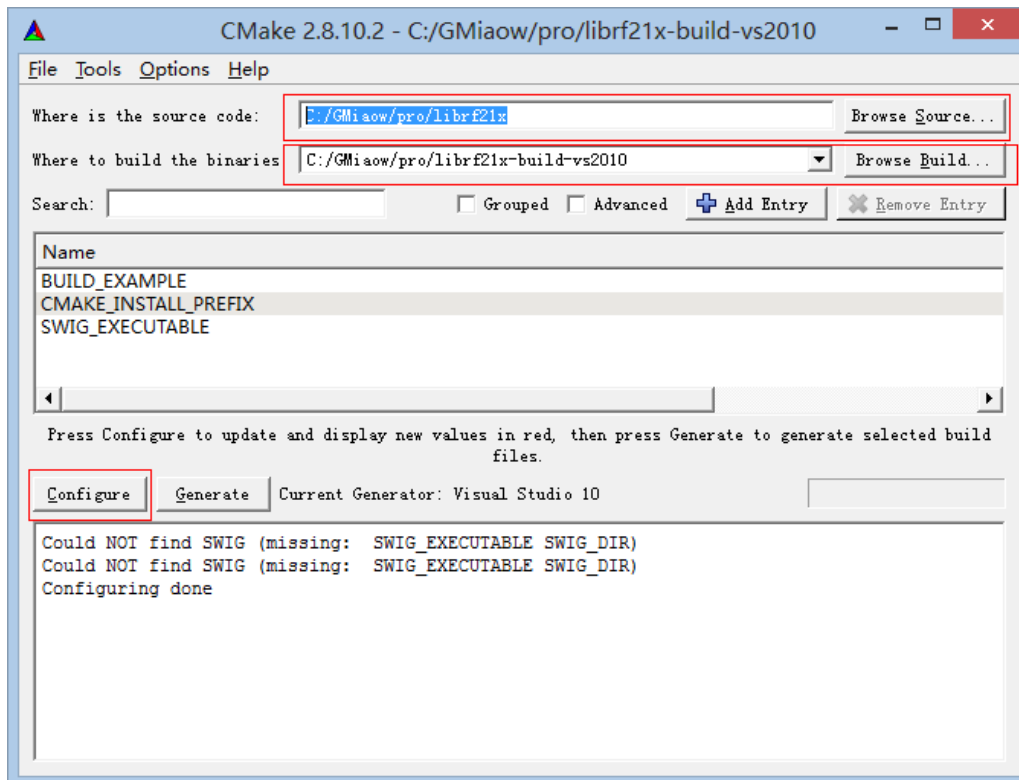 CMake 2.8.10.2 - C:/GMiaow/pro/librf21x-build-vs2010
File Tools Options Help
Where is the source code: C:/GMiaow/pro/librf21x Browse Source...
Where to build the binaries C:/GMiaow/pro/librf21x-build-vs2010 Browse Build...
Search: Grouped Advanced Add Entry Remove Entry
Name
BUILD_EXAMPLE
CMAKE_INSTALL_PREFIX
SWIG_EXECUTABLE
Press Configure to update and display new values in red, then press Generate to generate selected build
files.
Configure Generate Current Generator: Visual Studio 10
Could NOT find SWIG (missing:  SWIG_EXECUTABLE SWIG_DIR)
Could NOT find SWIG (missing:  SWIG_EXECUTABLE SWIG_DIR)
Configuring done